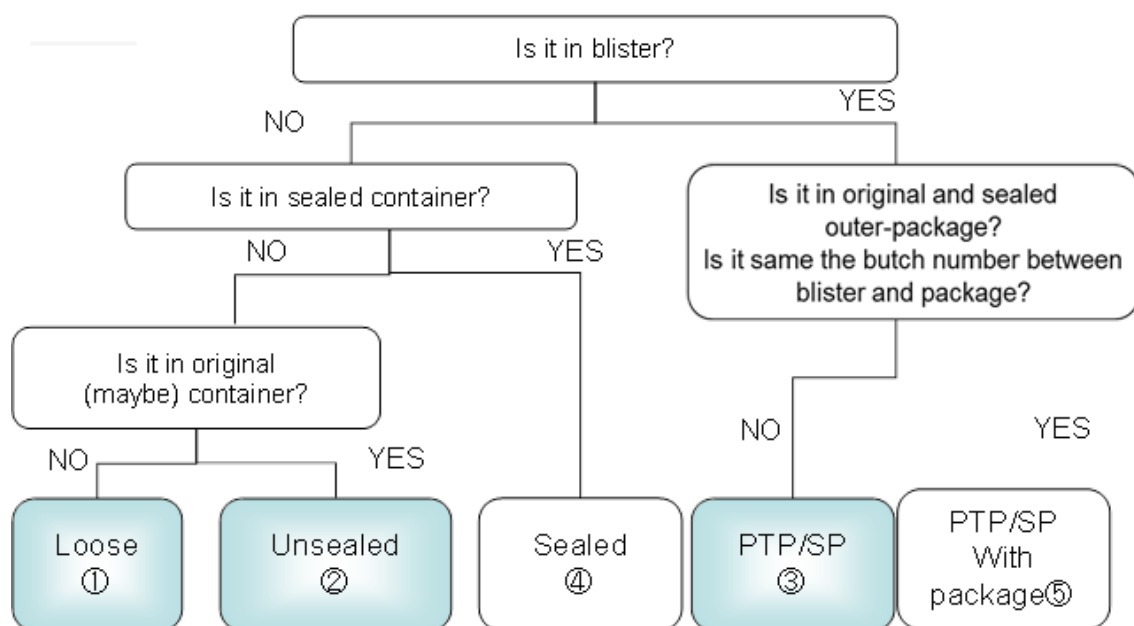 Is it in blister?
NO
YES
Is it in sealed container?
Is it in original and sealed
outer-package?
Is it same the butch number between
blister and package?
NO
YES
Is it in original
(maybe) container?
NO
YES
NO
YES
Loose
①
Unsealed
②
Sealed
④
PTP/SP
③
PTP/SP
With
package⑤